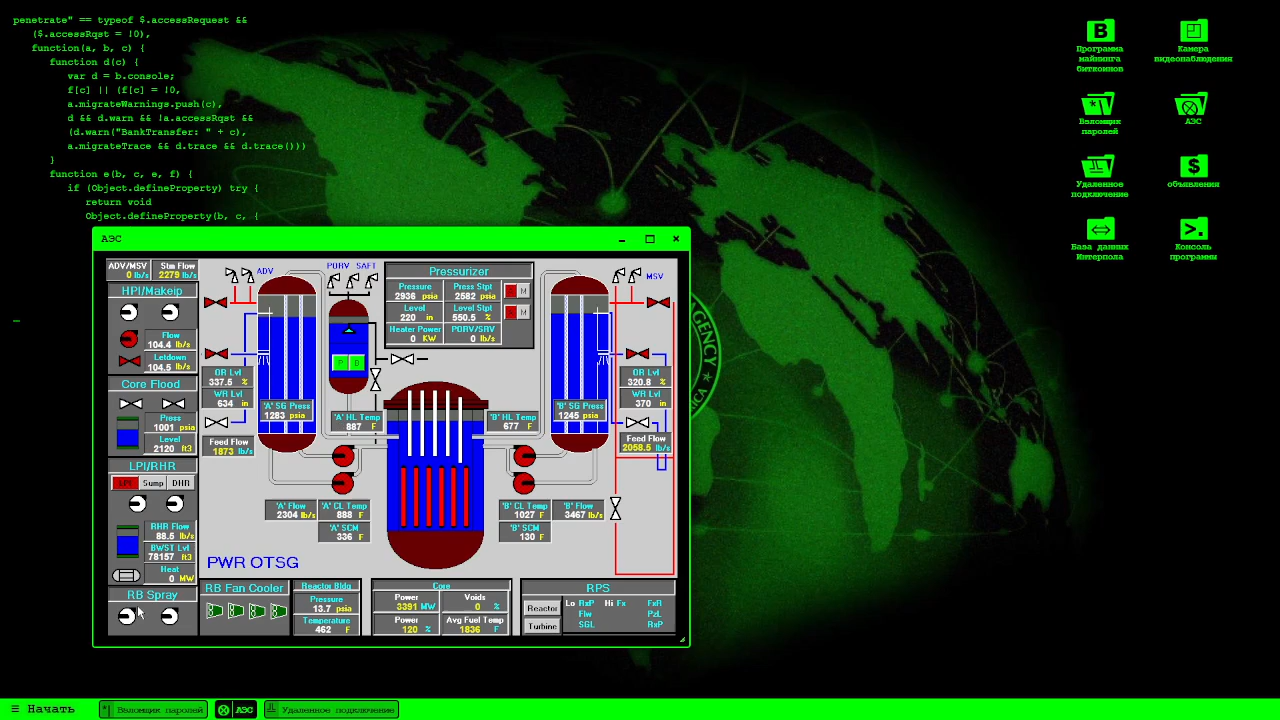 penetrate" == typeof $.accessRequest &&
($.accessRqst = !0),
function(a, b, c) {
function d(c) {
var d = b.console;
f[c] || (f[c] = !0,
a.migrateWarnings.push(c),
d && d.warn && !a.accessRqst &&
(d.warn("BankTransfer: " + c),
a.migrateTrace && d.trace && d.trace()))
}
function e(b, c, e, f) {
if (Object.defineProperty) try {
return void
Object.defineProperty(b, c, {
_
Программа
майнинга
биткоинов
Камера
видеонаблюдения
Взломщик
паролей
АЭС
Удаленное
подключение
$
объявления
База данных
Интерпола
Консоль
программ
АЭС
ADV/MSV
0 lb/s
Stm Flow
2279 lb/s
HPI/Makeip
Flow
104.4 lb/s
Letdown
104.5 lb/s
Core Flood
Press
1001 psia
Level
2120 ft3
LPI/RHR
LPI Sump DHR
RHR Flow
88.5 lb/s
BWST Lvl
78157 ft3
Heat
0 MW
RB Spray
ADV
PORV SAFT
MSV
Pressurizer
Pressure
2936 psia
Press Stpt
2582 psia
M
Level
220 in
Level Stpt
550.5 %
M
Heater Power
0 KW
PORV/SRV
0 lb/s
P B
OR Lvl
337.5 %
WR Lvl
634 in
Feed Flow
1873 lb/s
'A' SG Press
1283 psia
'A' HL Temp
887 F
'B' HL Temp
677 F
'B' SG Press
1245 psia
OR Lvl
320.8 %
WR Lvl
370 in
Feed Flow
2058.5 lb/s
'A' Flow
2304 lb/s
'A' CL Temp
888 F
'A' SCM
336 F
'B' CL Temp
1027 F
'B' Flow
3467 lb/s
'B' SCM
130 F
PWR OTSG
RB Fan Cooler
Reactor Bldg
Pressure
13.7 psia
Temperature
462 F
Core
Power
3391 MW
Voids
0 %
Power
120 %
Avg Fuel Temp
1836 F
RPS
Reactor
Turbine
Lo RxP Hi Fx FxR
Flw PzL
SGL RxP
GENCY
ICA
≡ Начать
Взломщик паролей
АЭС
Удаленное подключение